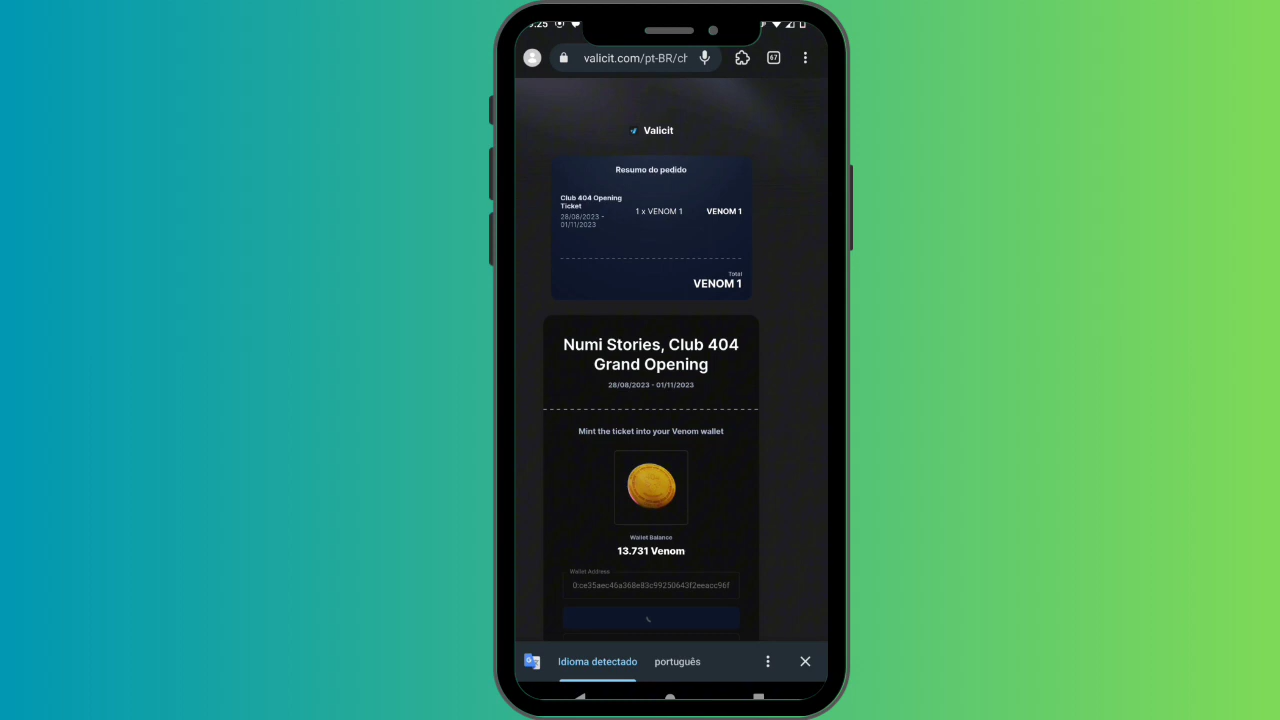 valicit.com/pt-BR/ch
67
Valicit
Resumo do pedido
Club 404 Opening
Ticket
28/08/2023 -
01/11/2023
1 x VENOM 1
VENOM 1
Total
VENOM 1
Numi Stories, Club 404
Grand Opening
28/08/2023 - 01/11/2023
Mint the ticket into your Venom wallet
Wallet Balance
13.731 Venom
Wallet Address
0:ce35aec46a368e83c99250643f2eeacc96f
Idioma detectado
português